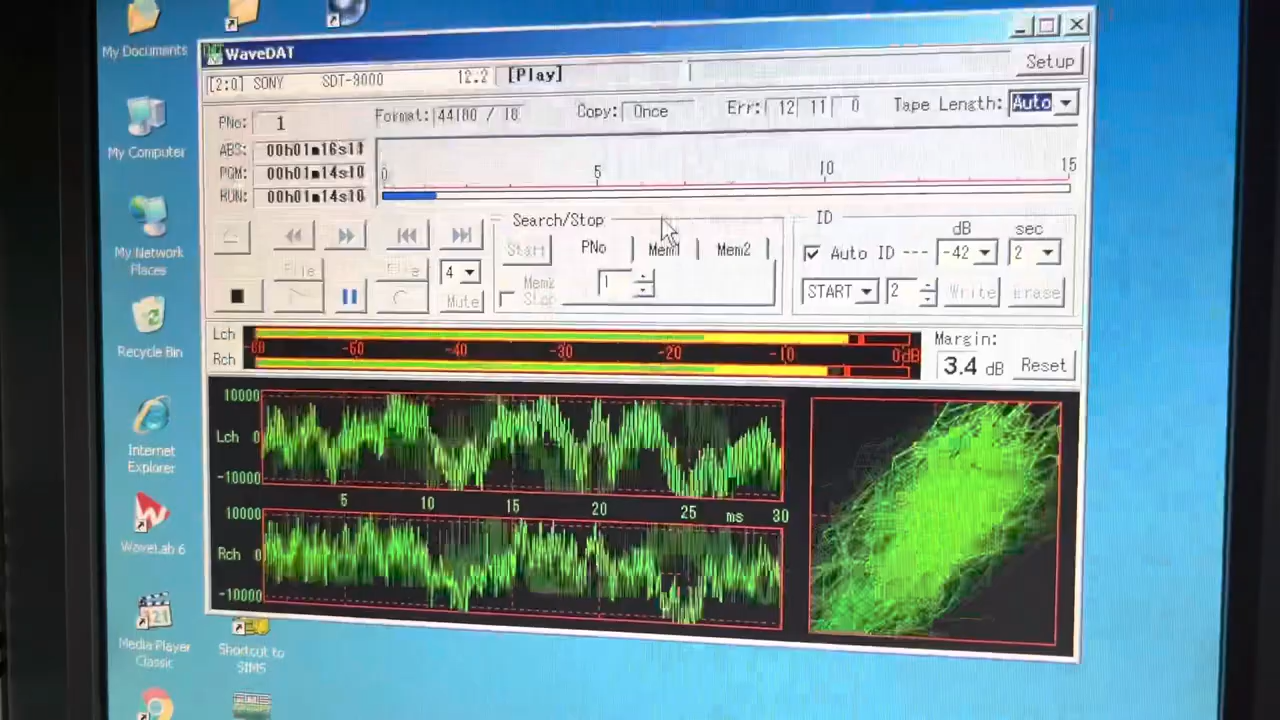 My Documents
WaveDAT
[2:0] SONY SDT-9000 12.2 [Play] Setup
PNo: 1 Format: 44100 / 16 Copy: Once Err: 12 11 0 Tape Length: Auto
ABS:
PGM:
RUN:
0 5 10 15
My Computer
Search/Stop
Start PNo Mem1 Mem2
Mem2
Stop 1
4
Mute
ID
dB sec
Auto ID --- -42 2
START 2 Write Erase
My Network
Places
Recycle Bin
Lch
Rch
-60 -50 -40 -30 -20 -10 0dB
Margin:
3.4 dB Reset
10000
Lch 0
-10000
5 10 15 20 25 ms 30
10000
Rch 0
-10000
Internet
Explorer
WaveLab 6
Media Player
Classic
Shortcut to
SIMS